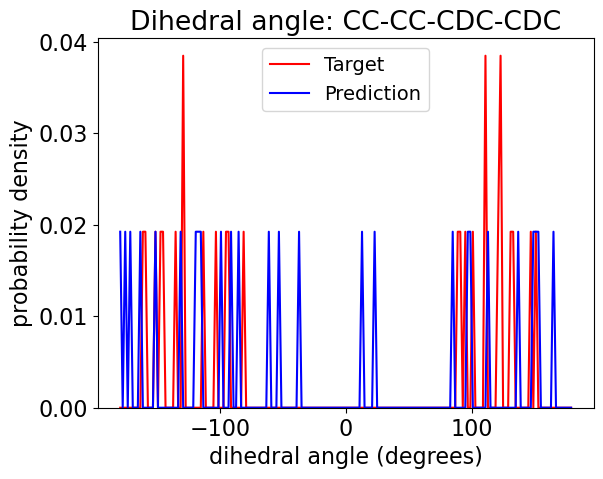 Dihedral angle: CC-CC-CDC-CDC
Target
Prediction
probability density
0.04
0.03
0.02
0.01
0.00
−100
0
100
dihedral angle (degrees)